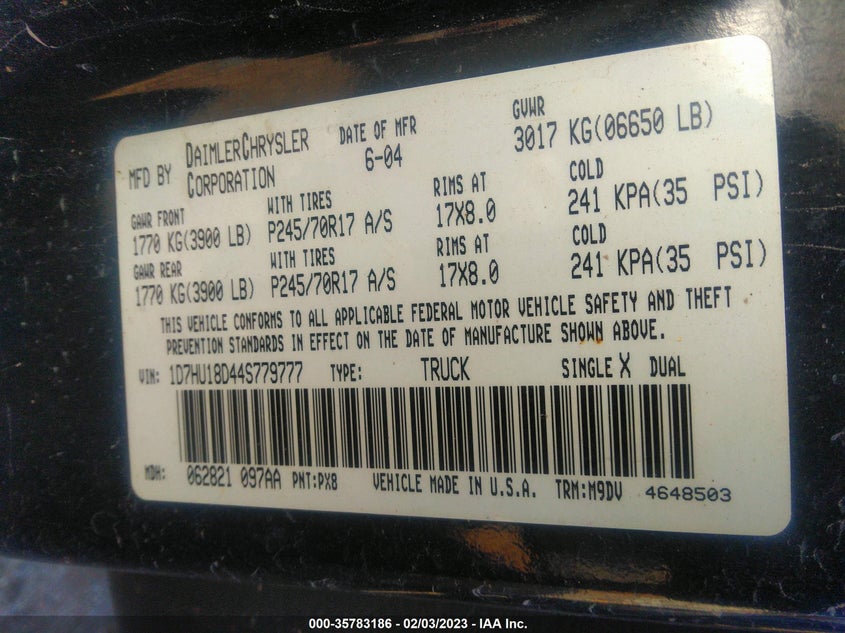 MFD BY DAIMLERCHRYSLER CORPORATION
DATE OF MFR 6-04
GVWR 3017 KG(06650 LB)
GAWR FRONT WITH TIRES RIMS AT COLD
1770 KG(3900 LB) P245/70R17 A/S 17X8.0 241 KPA(35 PSI)
GAWR REAR WITH TIRES RIMS AT COLD
1770 KG(3900 LB) P245/70R17 A/S 17X8.0 241 KPA(35 PSI)
THIS VEHICLE CONFORMS TO ALL APPLICABLE FEDERAL MOTOR VEHICLE SAFETY AND THEFT
PREVENTION STANDARDS IN EFFECT ON THE DATE OF MANUFACTURE SHOWN ABOVE.
VIN: 1D7HU18D44S779777 TYPE: TRUCK SINGLE X DUAL
MDH: 062821 097AA PNT:PX8 VEHICLE MADE IN U.S.A. TRM:M9DV 4648503
000-35783186 - 02/03/2023 - IAA Inc.